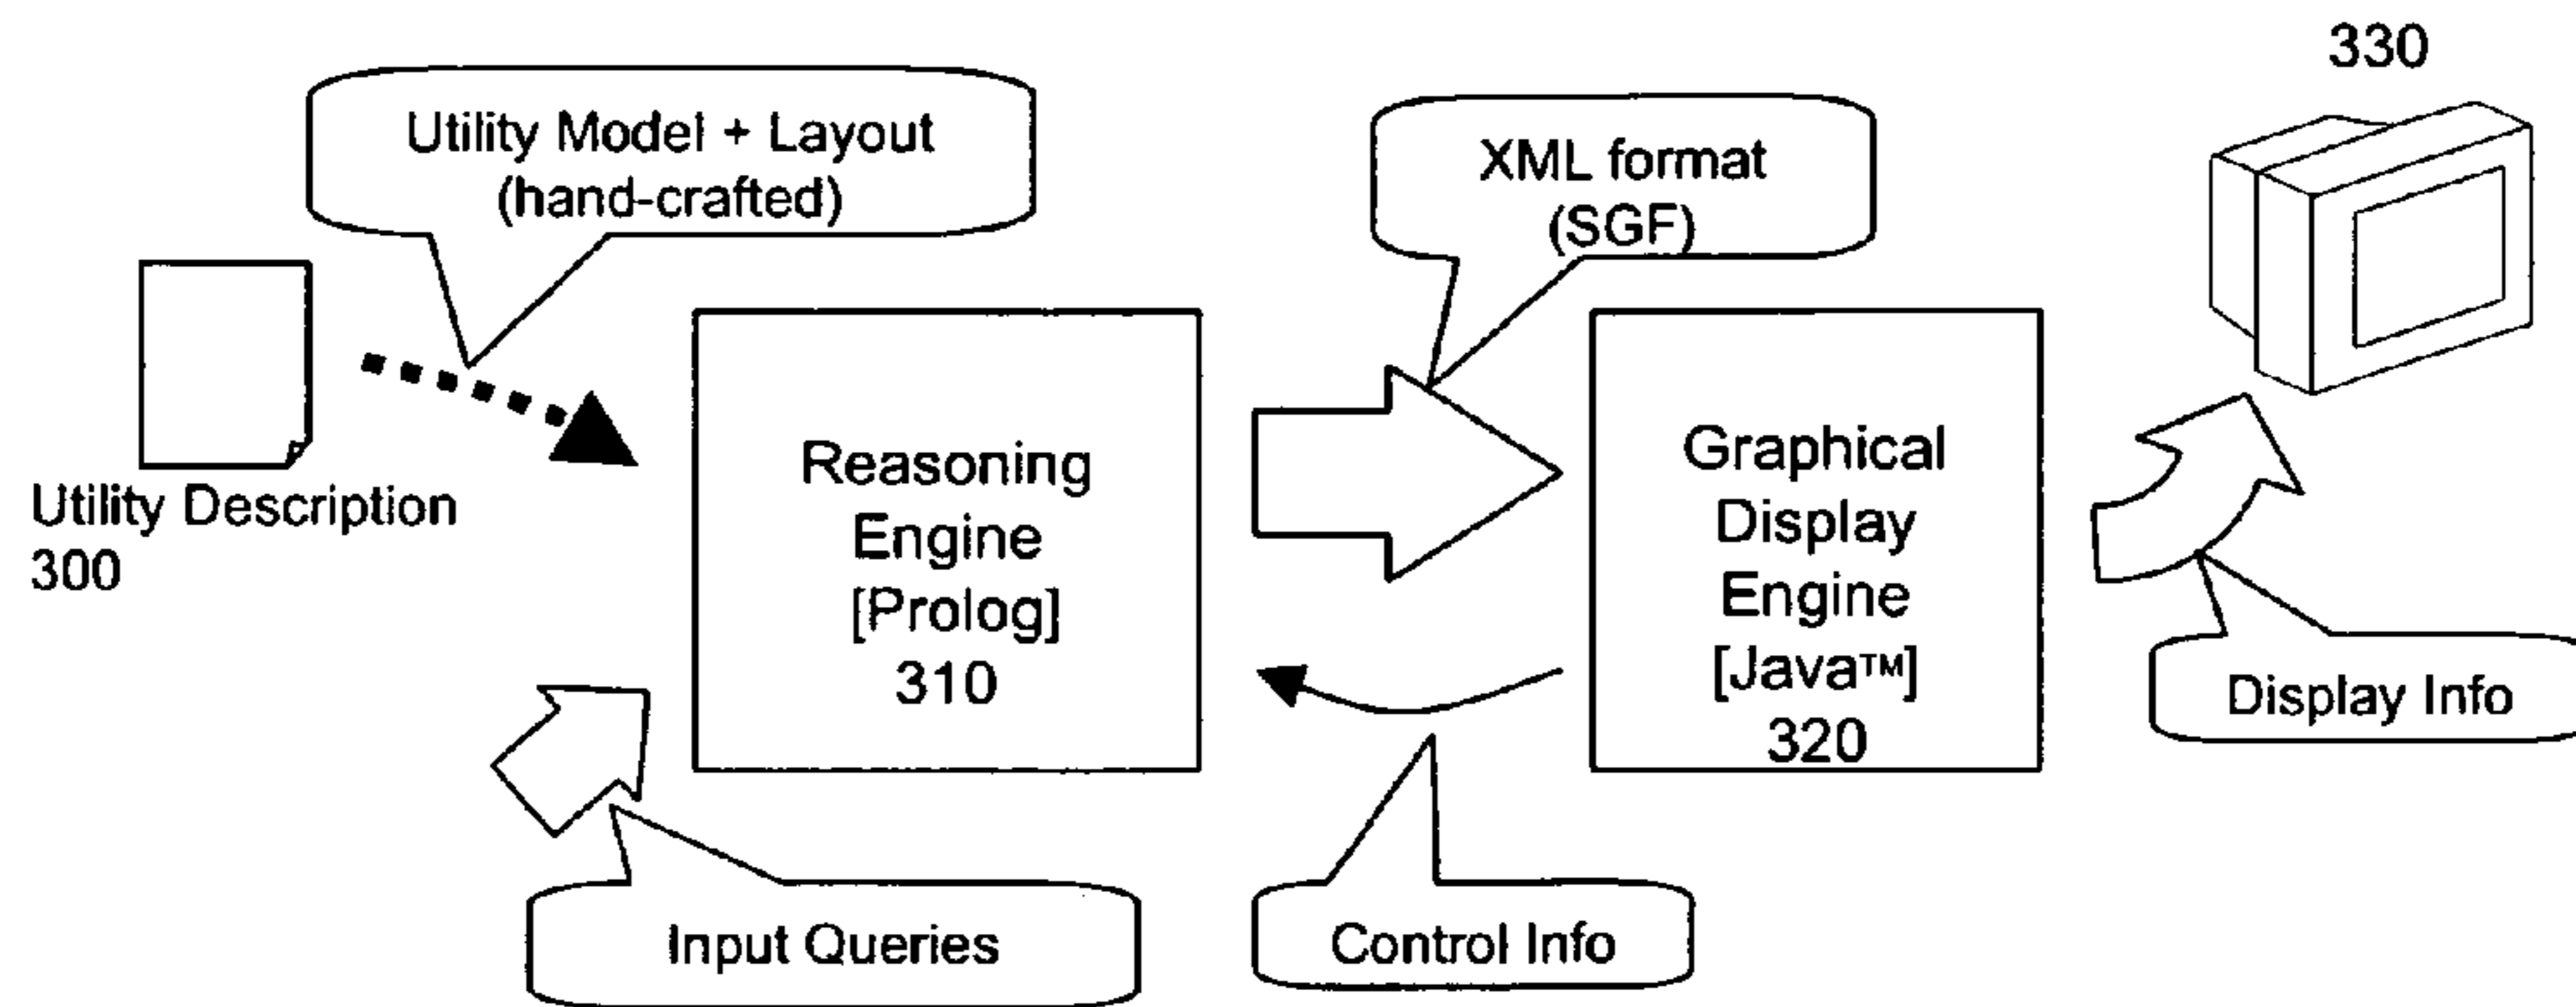 330
Utility Model + Layout
(hand-crafted)
XML format
(SGF)
Utility Description
300
Reasoning
Engine
[Prolog]
310
Graphical
Display
Engine
[Java™]
320
Display Info
Input Queries
Control Info